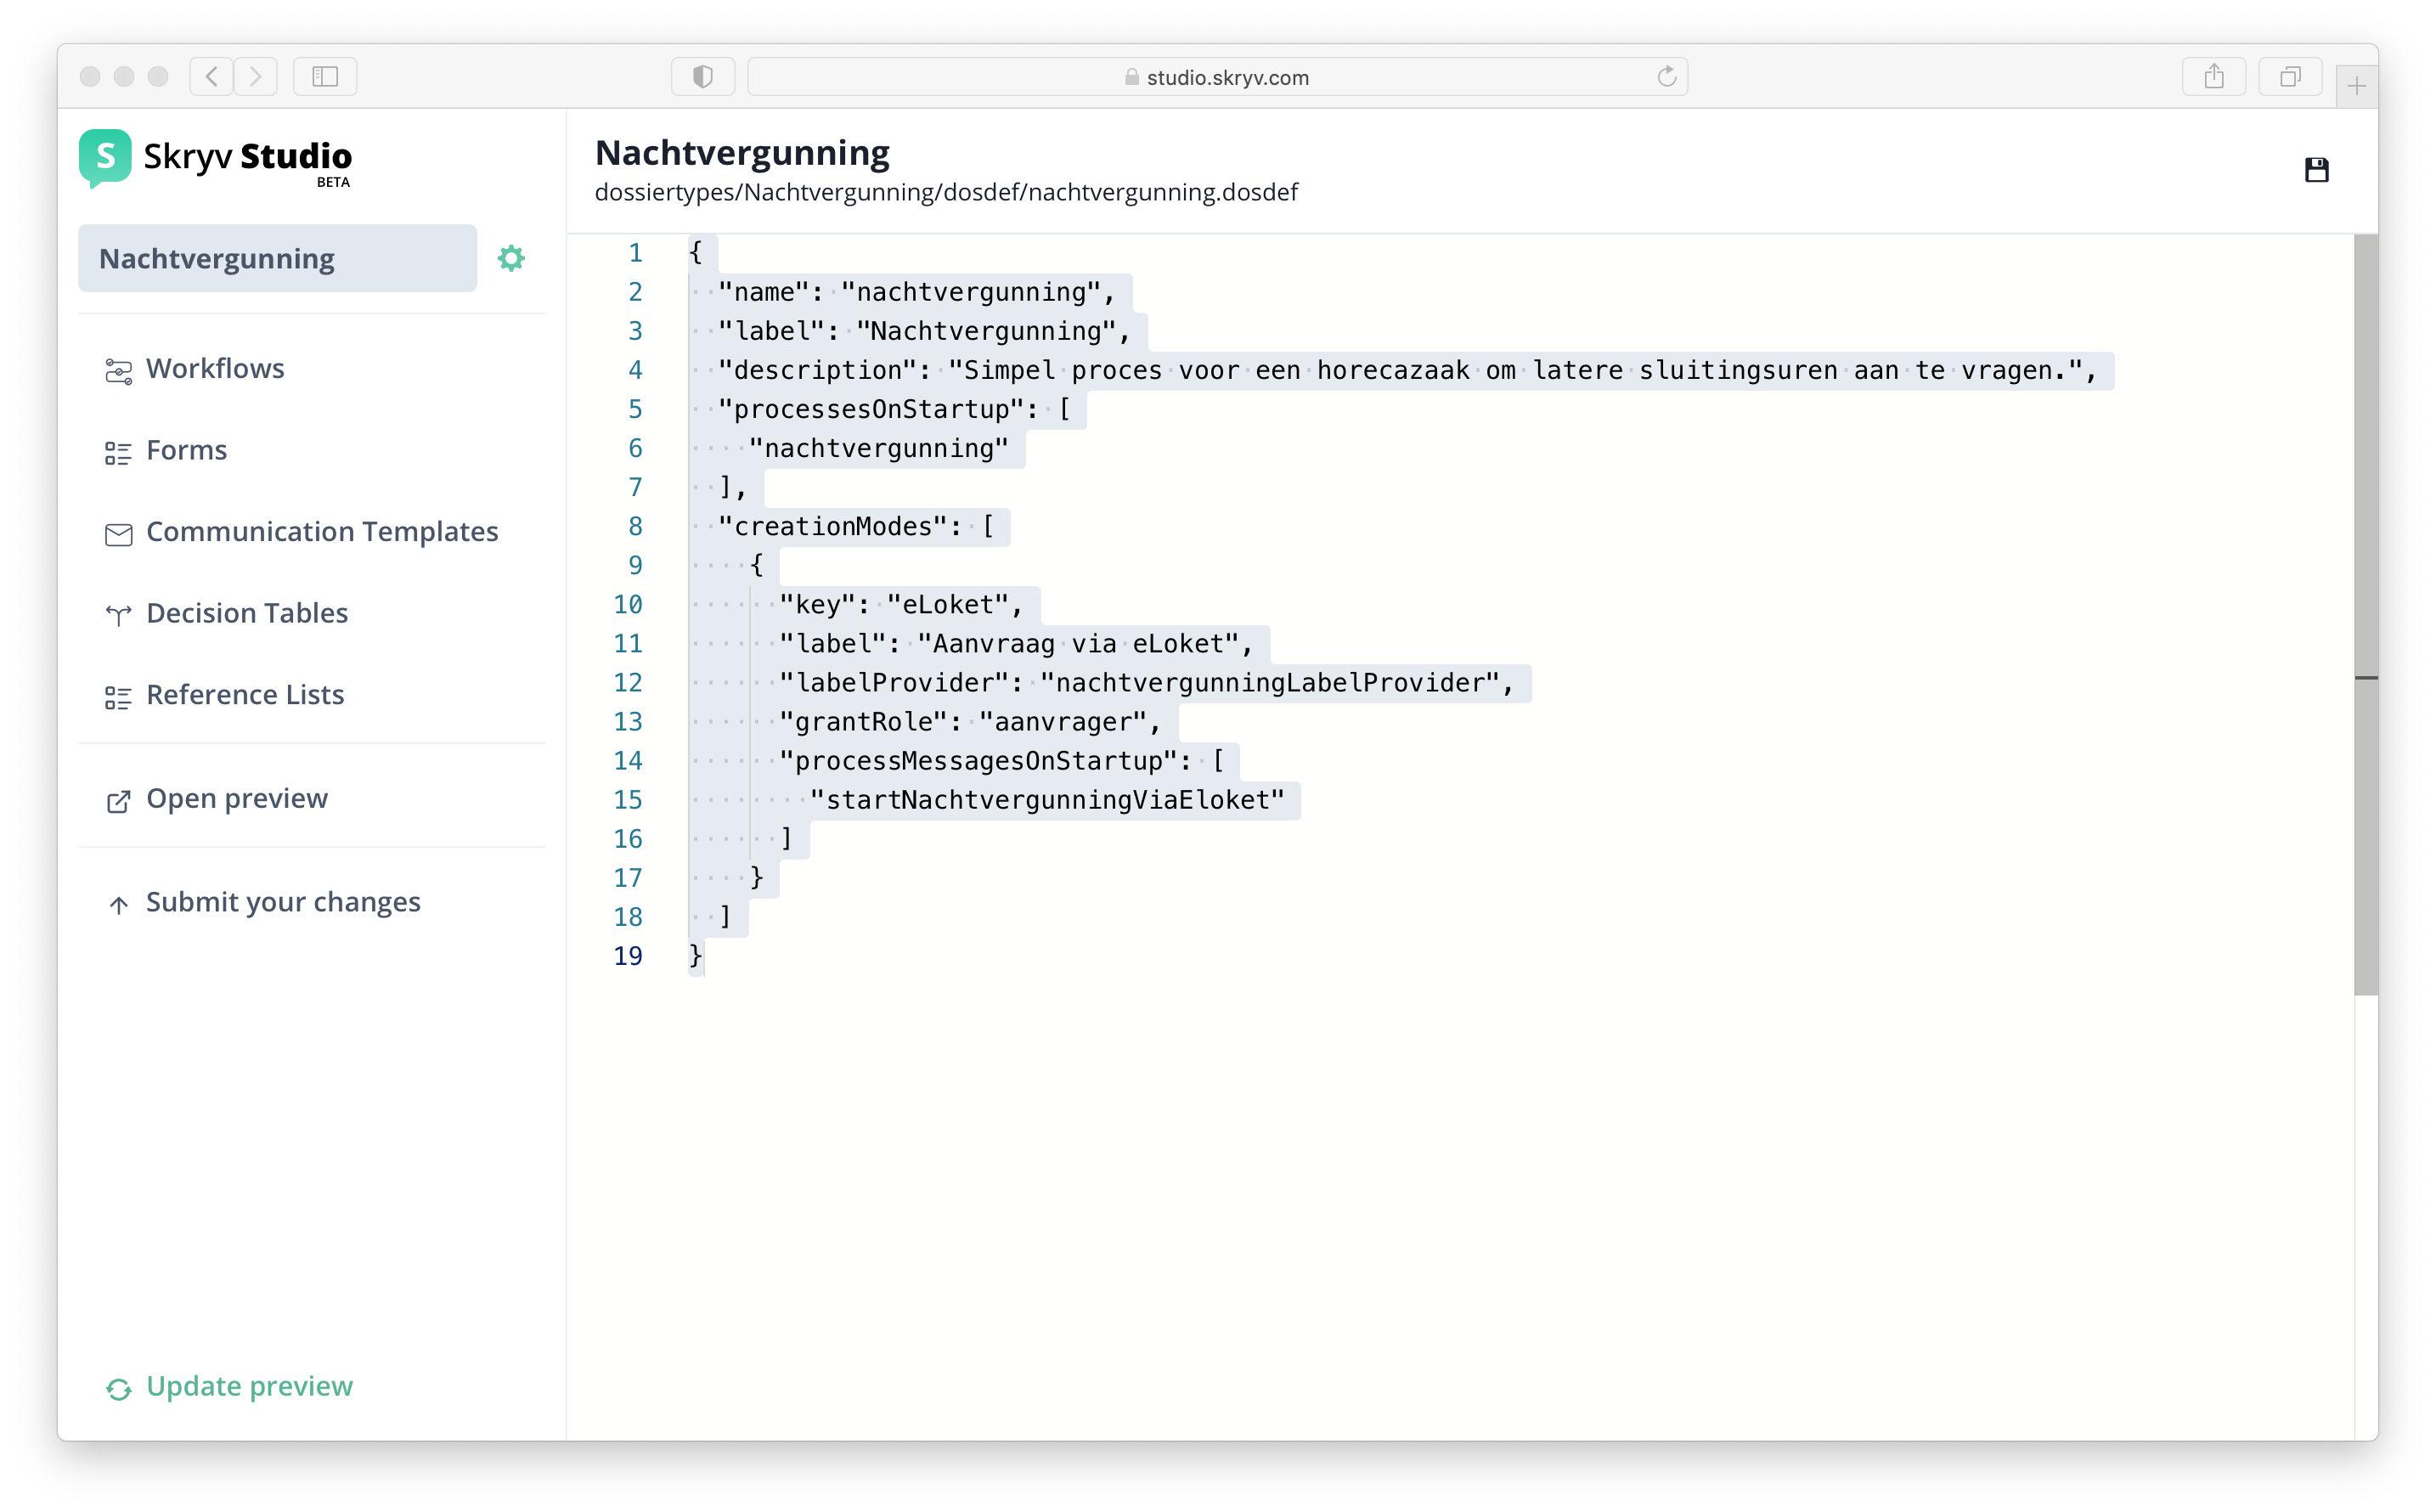 studio.skryv.com
S Skryv Studio
BETA
Nachtvergunning
Workflows
Forms
Communication Templates
Decision Tables
Reference Lists
Open preview
Submit your changes
Update preview
Nachtvergunning
dossiertypes/Nachtvergunning/dosdef/nachtvergunning.dosdef
1 {
2 "name": "nachtvergunning",
3 "label": "Nachtvergunning",
4 "description": "Simpel proces voor een horecazaak om latere sluitingsuren aan te vragen.",
5 "processesOnStartup": [
6 "nachtvergunning"
7 ],
8 "creationModes": [
9 {
10 "key": "eLoket",
11 "label": "Aanvraag via eLoket",
12 "labelProvider": "nachtvergunningLabelProvider",
13 "grantRole": "aanvrager",
14 "processMessagesOnStartup": [
15 "startNachtvergunningViaEloket"
16 ]
17 }
18 ]
19 }